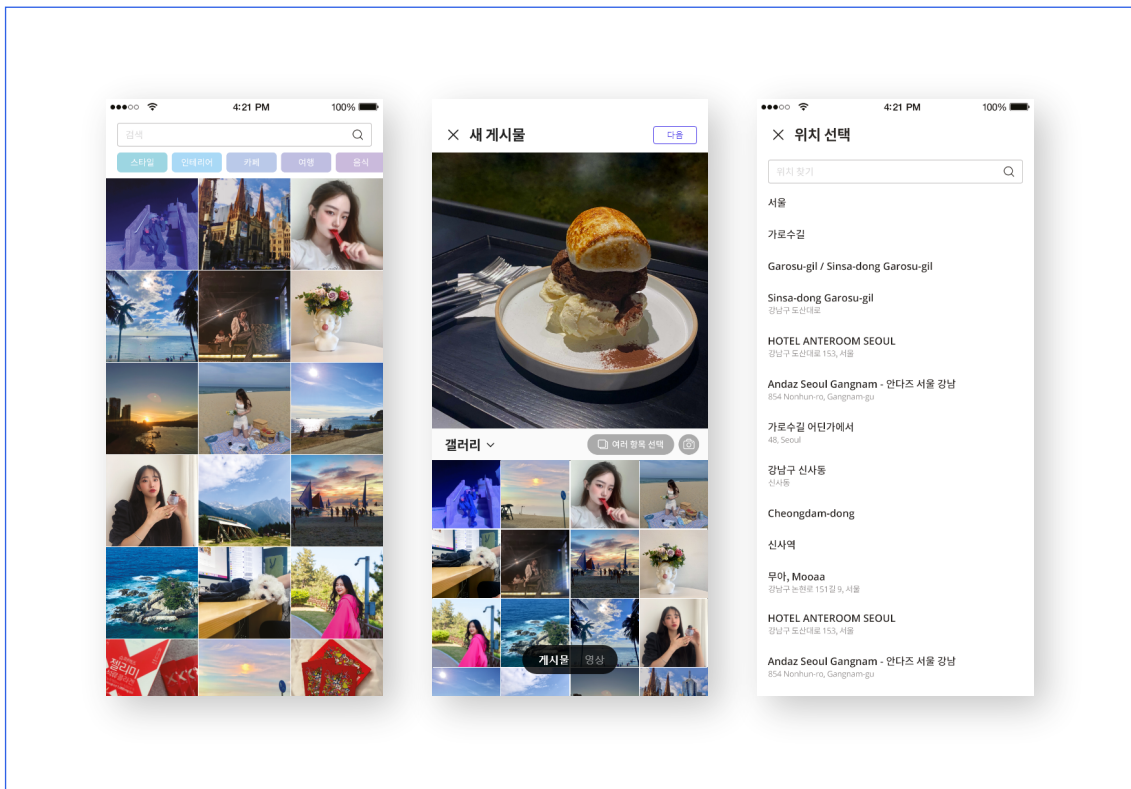 4:21 PM
100%
검색
스타일
인테리어
카페
여행
음식
젤리미
새 게시물
다음
갤러리
여러 항목 선택
게시물
영상
4:21 PM
100%
위치 선택
위치 찾기
서울
가로수길
Garosu-gil / Sinsa-dong Garosu-gil
Sinsa-dong Garosu-gil
강남구 도산대로
HOTEL ANTEROOM SEOUL
강남구 도산대로 153, 서울
Andaz Seoul Gangnam - 안다즈 서울 강남
854 Nonhun-ro, Gangnam-gu
가로수길 어딘가에서
48, Seoul
강남구 신사동
신사동
Cheongdam-dong
신사역
무아, Mooaa
강남구 논현로 151길 9, 서울
HOTEL ANTEROOM SEOUL
강남구 도산대로 153, 서울
Andaz Seoul Gangnam - 안다즈 서울 강남
854 Nonhun-ro, Gangnam-gu